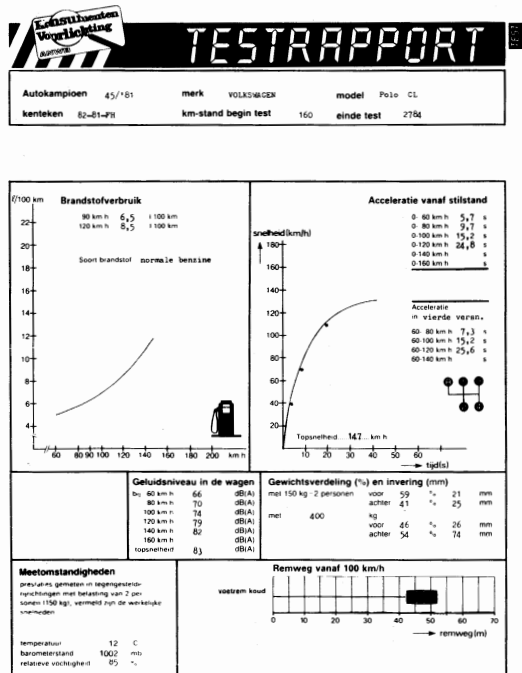 Konsumenten
Voorlichting
ANWB
TESTRAPPORT
TEST
Autokampioen 45/'81 merk VOLKSWAGEN model Polo CL
kenteken 82-81-FH km-stand begin test 160 einde test 2784
ℓ/100 km Brandstofverbruik
90 km h 6,5 l 100 km
120 km h 8,5 l 100 km
Soort brandstof normale benzine
22
20
18
16
14
12
10
8
6
4
60 80 90 100 120 140 160 180 200 km h
Acceleratie vanaf stilstand
0- 60 km h 5,7 s
0- 80 km h 9,7 s
0-100 km h 15,2 s
0-120 km h 24,8 s
0-140 km h s
0-160 km h s
snelheid (km/h)
180
160
140
120
100
80
60
40
20
Acceleratie
in vierde versn.
60- 80 km h 7,3 s
60-100 km h 15,2 s
60-120 km h 25,6 s
60-140 km h s
Topsnelheid....147... km h
10 20 30 40 50 60
tijd(s)
Geluidsniveau in de wagen
bij 60 km h 66 dB(A)
80 km h 70 dB(A)
100 km h 74 dB(A)
120 km h 79 dB(A)
140 km h 82 dB(A)
160 km h dB(A)
topsnelheid 83 dB(A)
Gewichtsverdeling (%) en invering (mm)
met 150 kg - 2 personen voor 59 % 21 mm
achter 41 % 25 mm
met 400 kg
voor 46 % 26 mm
achter 54 % 74 mm
Meetomstandigheden
prestaties gemeten in tegengestelde
rijrichtingen met belasting van 2 per
sonen (150 kg), vermeld zijn de werkelijke
snelheden
temperatuur 12 C
barometerstand 1002 mb
relatieve vochtigheid 85 %
Remweg vanaf 100 km/h
voetrem koud
0 10 20 30 40 50 60 70
remweg(m)